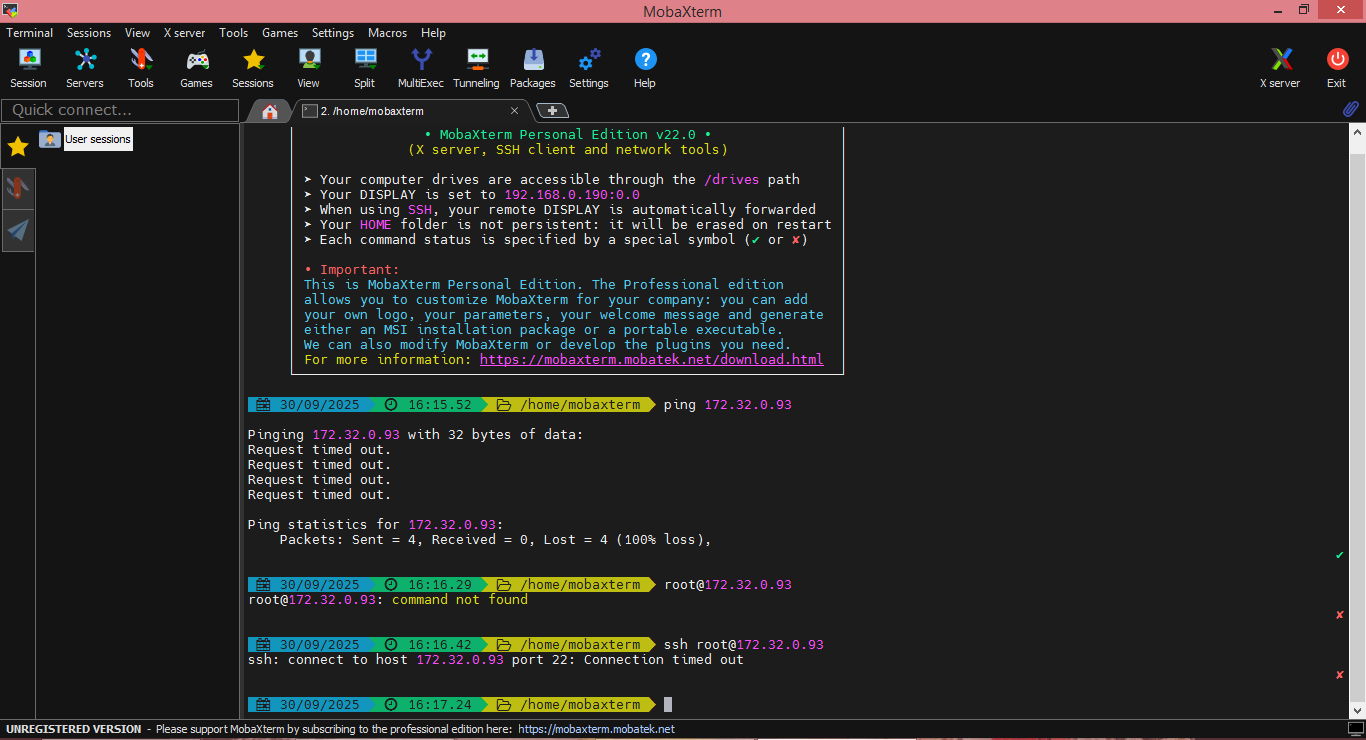 MobaXterm
Terminal Sessions View X server Tools Games Settings Macros Help
Session Servers Tools Games Sessions View Split MultiExec Tunneling Packages Settings Help X server Exit
Quick connect...
2. /home/mobaxterm
User sessions
• MobaXterm Personal Edition v22.0 •
(X server, SSH client and network tools)
➤ Your computer drives are accessible through the /drives path
➤ Your DISPLAY is set to 192.168.0.190:0.0
➤ When using SSH, your remote DISPLAY is automatically forwarded
➤ Your HOME folder is not persistent: it will be erased on restart
➤ Each command status is specified by a special symbol (✔ or ✘)
• Important:
This is MobaXterm Personal Edition. The Professional edition
allows you to customize MobaXterm for your company: you can add
your own logo, your parameters, your welcome message and generate
either an MSI installation package or a portable executable.
We can also modify MobaXterm or develop the plugins you need.
For more information: https://mobaxterm.mobatek.net/download.html
30/09/2025 16:15.52 /home/mobaxterm ping 172.32.0.93
Pinging 172.32.0.93 with 32 bytes of data:
Request timed out.
Request timed out.
Request timed out.
Request timed out.
Ping statistics for 172.32.0.93:
Packets: Sent = 4, Received = 0, Lost = 4 (100% loss),
✔
30/09/2025 16:16.29 /home/mobaxterm root@172.32.0.93
root@172.32.0.93: command not found
✘
30/09/2025 16:16.42 /home/mobaxterm ssh root@172.32.0.93
ssh: connect to host 172.32.0.93 port 22: Connection timed out
✘
30/09/2025 16:17.24 /home/mobaxterm
UNREGISTERED VERSION - Please support MobaXterm by subscribing to the professional edition here: https://mobaxterm.mobatek.net